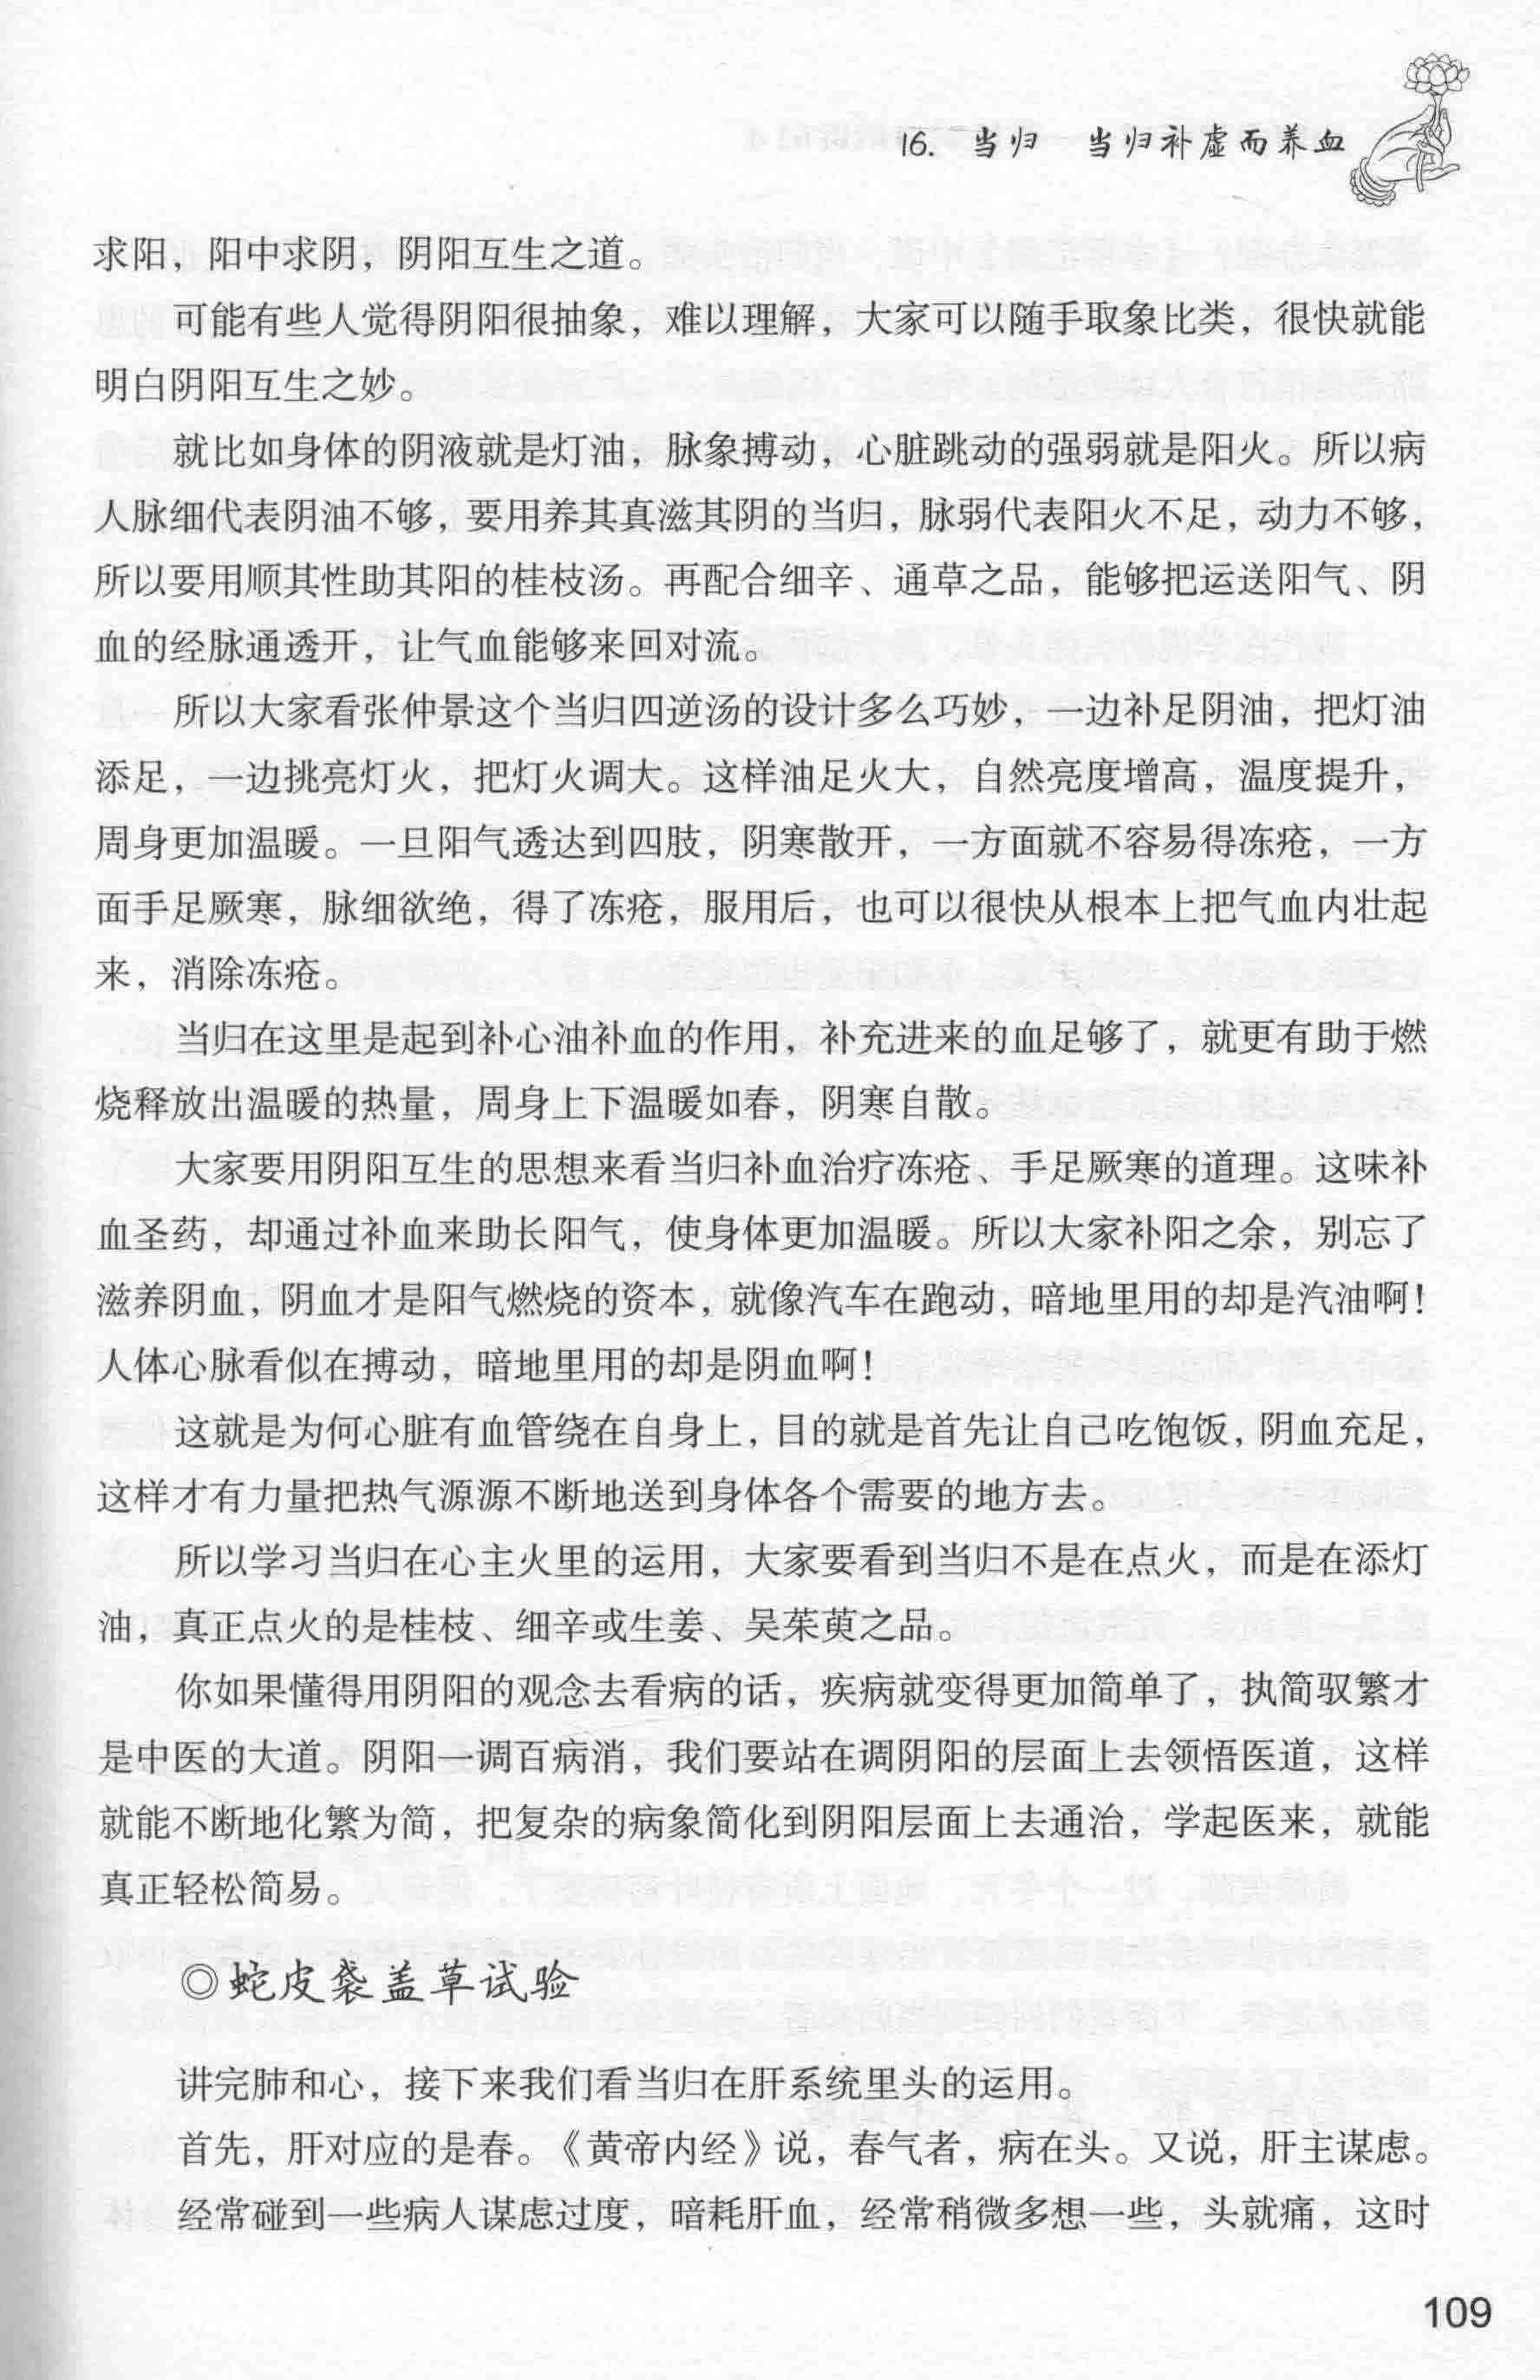 16. 当归 当归补虚而养血
求阳，阳中求阴，阴阳互生之道。
可能有些人觉得阴阳很抽象，难以理解，大家可以随手取象比类，很快就能
明白阴阳互生之妙。
就比如身体的阴液就是灯油，脉象搏动，心脏跳动的强弱就是阳火。所以病
人脉细代表阴油不够，要用养其真滋其阴的当归，脉弱代表阳火不足，动力不够，
所以要用顺其性助其阳的桂枝汤。再配合细辛、通草之品，能够把运送阳气、阴
血的经脉通透开，让气血能够来回对流。
所以大家看张仲景这个当归四逆汤的设计多么巧妙，一边补足阴油，把灯油
添足，一边挑亮灯火，把灯火调大。这样油足火大，自然亮度增高，温度提升，
周身更加温暖。一旦阳气透达到四肢，阴寒散开，一方面就不容易得冻疮，一方
面手足厥寒，脉细欲绝，得了冻疮，服用后，也可以很快从根本上把气血内壮起
来，消除冻疮。
当归在这里是起到补心油补血的作用，补充进来的血足够了，就更有助于燃
烧释放出温暖的热量，周身上下温暖如春，阴寒自散。
大家要用阴阳互生的思想来看当归补血治疗冻疮、手足厥寒的道理。这味补
血圣药，却通过补血来助长阳气，使身体更加温暖。所以大家补阳之余，别忘了
滋养阴血，阴血才是阳气燃烧的资本，就像汽车在跑动，暗地里用的却是汽油啊！
人体心脉看似在搏动，暗地里用的却是阴血啊！
这就是为何心脏有血管绕在自身上，目的就是首先让自己吃饱饭，阴血充足，
这样才有力量把热气源源不断地送到身体各个需要的地方去。
所以学习当归在心主火里的运用，大家要看到当归不是在点火，而是在添灯
油，真正点火的是桂枝、细辛或生姜、吴茱萸之品。
你如果懂得用阴阳的观念去看病的话，疾病就变得更加简单了，执简驭繁才
是中医的大道。阴阳一调百病消，我们要站在调阴阳的层面上去领悟医道，这样
就能不断地化繁为简，把复杂的病象简化到阴阳层面上去通治，学起医来，就能
真正轻松简易。
◎蛇皮袋盖草试验
讲完肺和心，接下来我们看当归在肝系统里头的运用。
首先，肝对应的是春。《黄帝内经》说，春气者，病在头。又说，肝主谋虑。
经常碰到一些病人谋虑过度，暗耗肝血，经常稍微多想一些，头就痛，这时
109